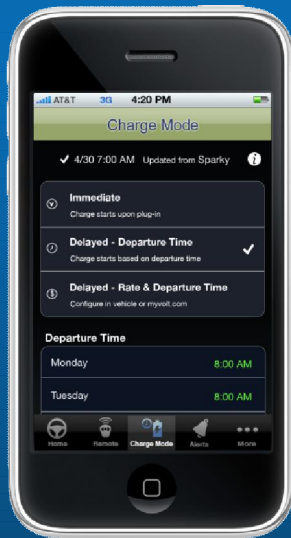 AT&T 3G 4:20 PM
Charge Mode
4/30 7:00 AM Updated from Sparky
Immediate
Charge starts upon plug-in
Delayed - Departure Time
Charge starts based on departure time
Delayed - Rate & Departure Time
Configure in vehicle or myvolt.com
Departure Time
Monday 8:00 AM
Tuesday 8:00 AM
Home Remote Charge Mode Alerts More